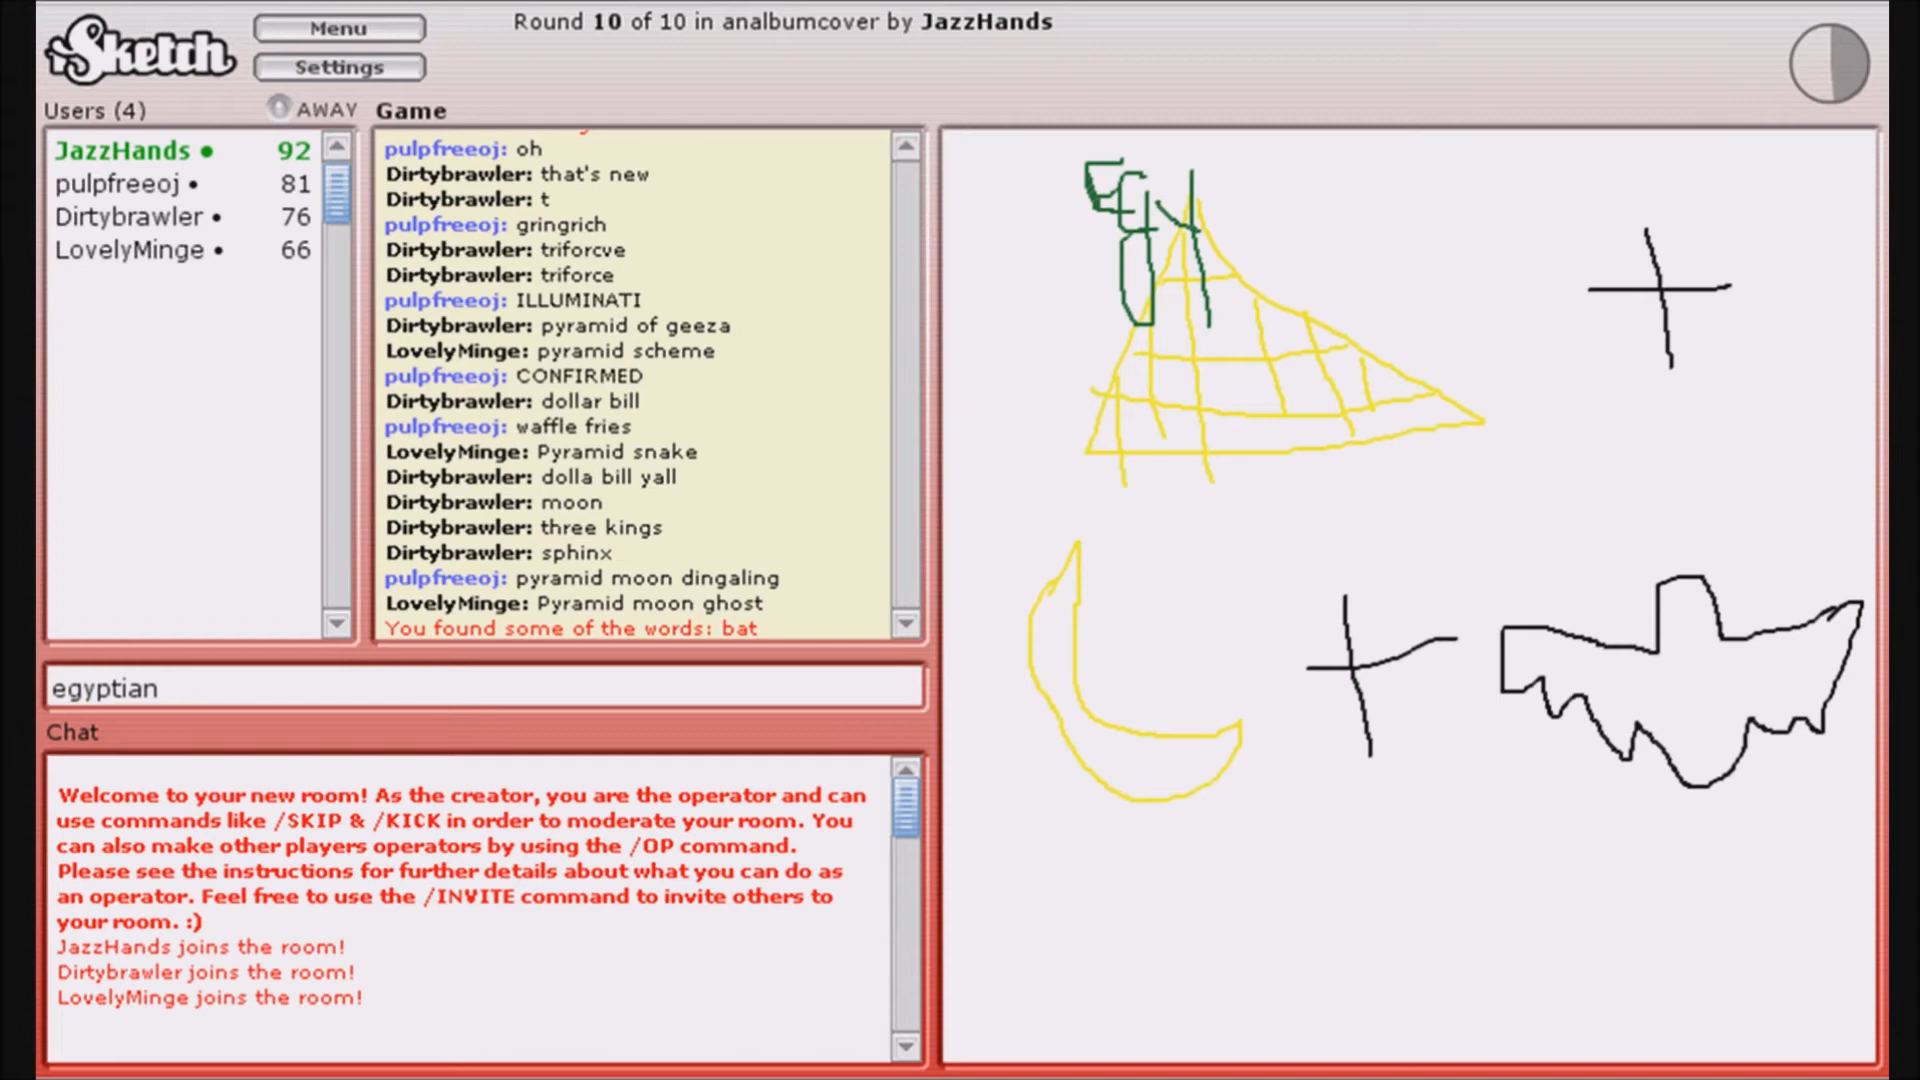 iSketch
Menu
Settings
Round 10 of 10 in analbumcover by JazzHands
Users (4)
AWAY
Game
JazzHands • 92
pulpfreeoj • 81
Dirtybrawler • 76
LovelyMinge • 66
pulpfreeoj: oh
Dirtybrawler: that's new
Dirtybrawler: t
pulpfreeoj: gringrich
Dirtybrawler: triforcve
Dirtybrawler: triforce
pulpfreeoj: ILLUMINATI
Dirtybrawler: pyramid of geeza
LovelyMinge: pyramid scheme
pulpfreeoj: CONFIRMED
Dirtybrawler: dollar bill
pulpfreeoj: waffle fries
LovelyMinge: Pyramid snake
Dirtybrawler: dolla bill yall
Dirtybrawler: moon
Dirtybrawler: three kings
Dirtybrawler: sphinx
pulpfreeoj: pyramid moon dingaling
LovelyMinge: Pyramid moon ghost
You found some of the words: bat
egyptian
Chat
Welcome to your new room! As the creator, you are the operator and can
use commands like /SKIP & /KICK in order to moderate your room. You
can also make other players operators by using the /OP command.
Please see the instructions for further details about what you can do as
an operator. Feel free to use the /INVITE command to invite others to
your room. :)
JazzHands joins the room!
Dirtybrawler joins the room!
LovelyMinge joins the room!